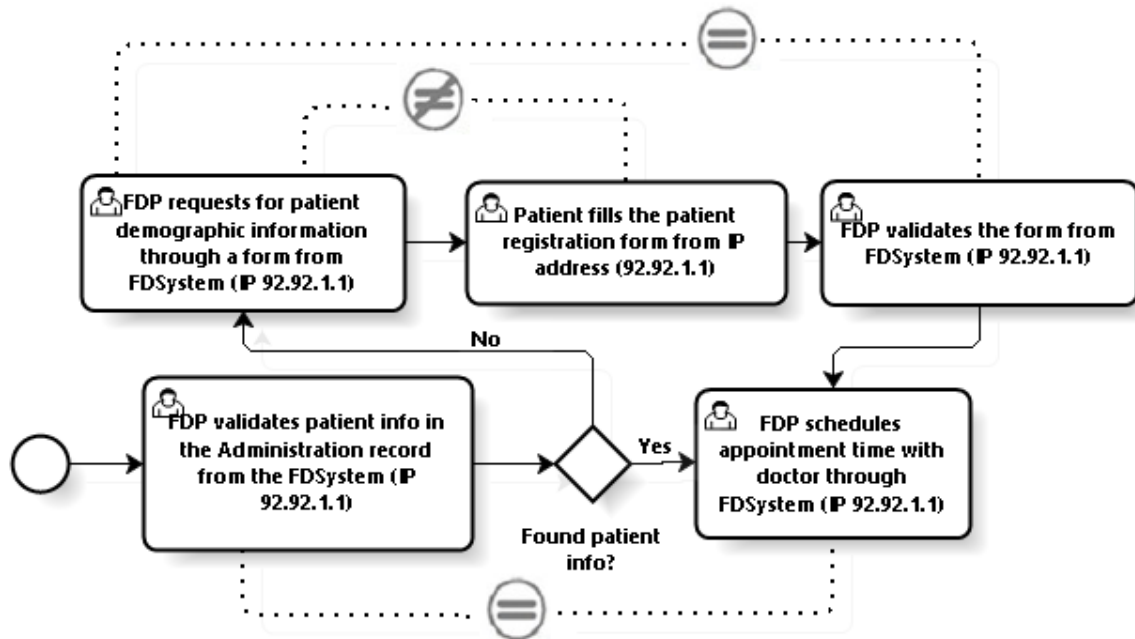 FDP requests for patient
demographic information
through a form from
FDSystem (IP 92.92.1.1)
Patient fills the patient
registration form from IP
address (92.92.1.1)
FDP validates the form from
FDSystem (IP 92.92.1.1)
No
FDP validates patient info in
the Administration record
from the FDSystem (IP
92.92.1.1)
Yes
FDP schedules
appointment time with
doctor through
FDSystem (IP 92.92.1.1)
Found patient
info?